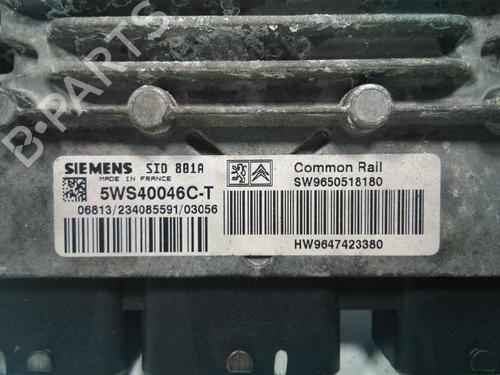 B-PARTS
SIEMENS SID 801A
MADE IN FRANCE
5WS40046C-T
06813/234085591/03056
Common Rail
SW9650518180
HW9647423380